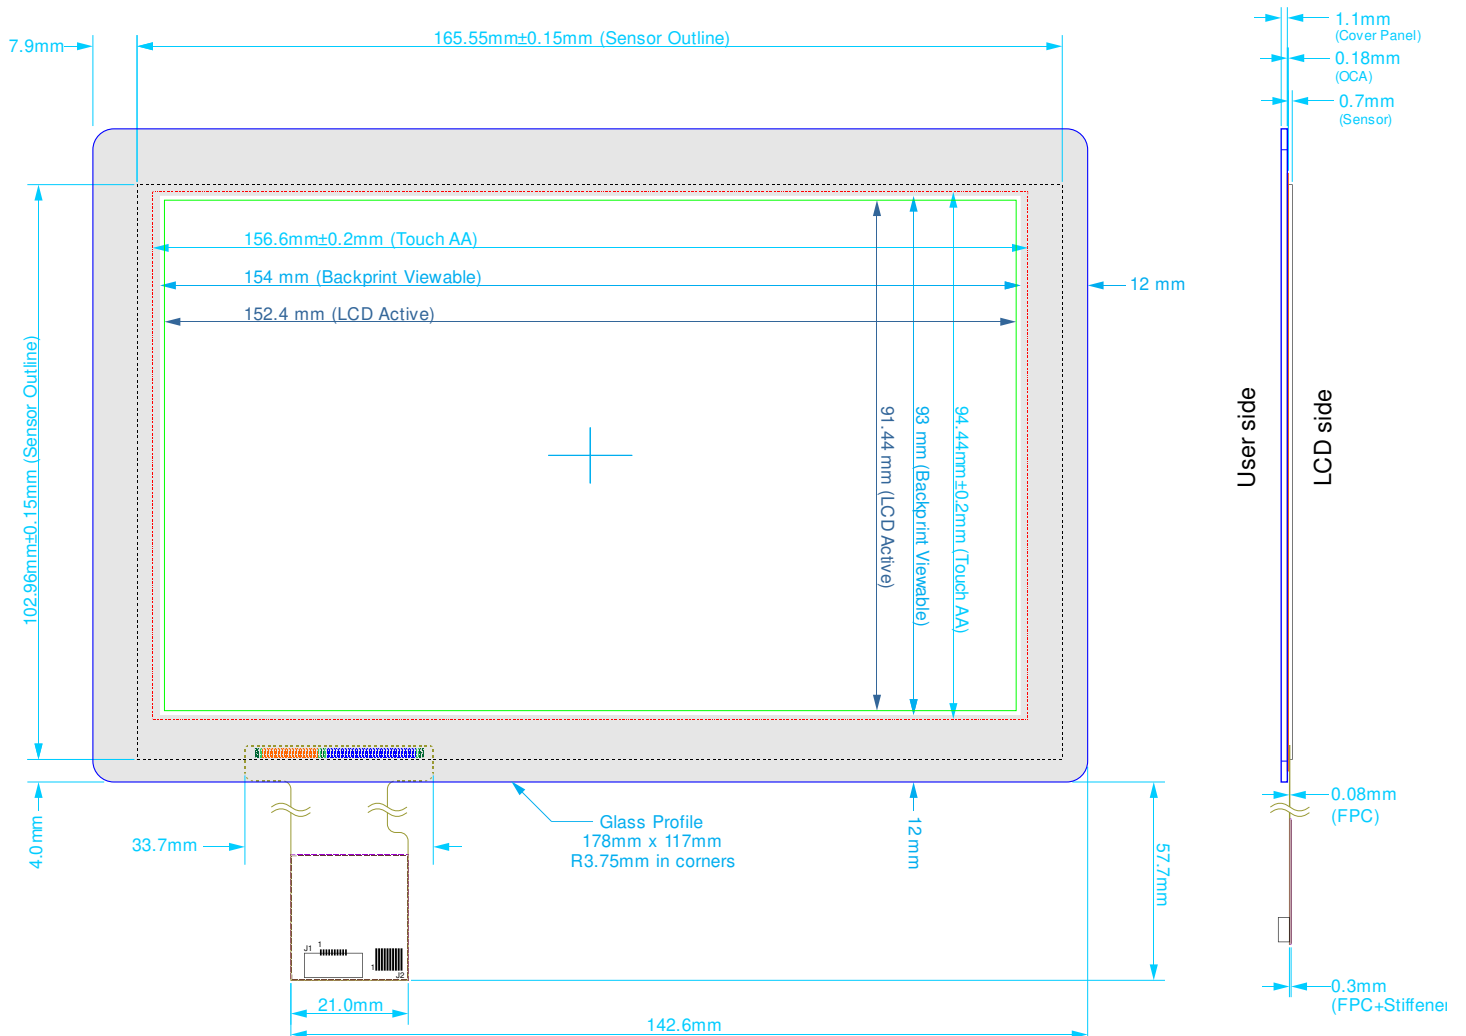 1.1mm
(Cover Panel)
7.9mm
165.55mm±0.15mm (Sensor Outline)
0.18mm
(OCA)
0.7mm
(Sensor)
156.6mm±0.2mm (Touch AA)
154 mm (Backprint Viewable)
12 mm
152.4 mm (LCD Active)
102.96mm±0.15mm (Sensor Outline)
91.44 mm (LCD Active)
93 mm (Backprint Viewable)
94.44mm±0.2mm (Touch AA)
User side
LCD side
0.08mm
(FPC)
4.0mm
33.7mm
Glass Profile
178mm x 117mm
R3.75mm in corners
12mm
57.7mm
J1
1
1
J2
0.3mm
(FPC+Stiffener
21.0mm
142.6mm